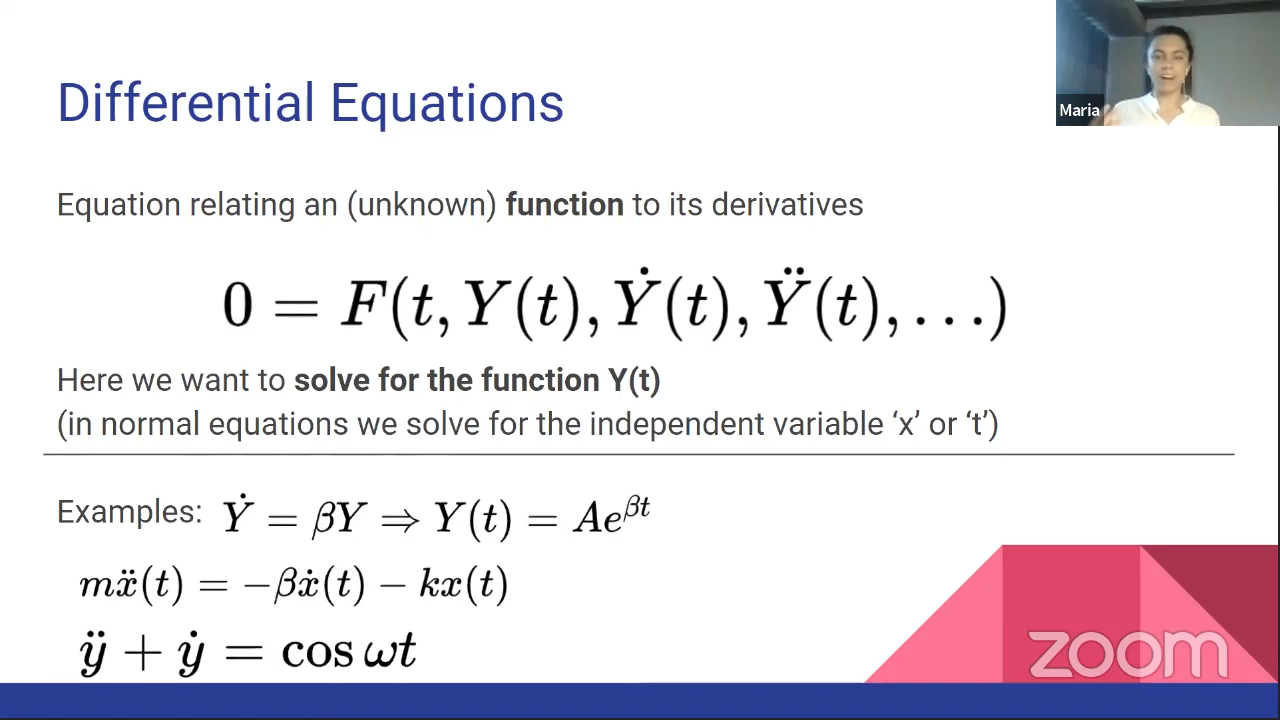 Differential Equations
Maria
Equation relating an (unknown) function to its derivatives
0 = F(t, Y(t), Ẏ(t), Ÿ(t), . . .)
Here we want to solve for the function Y(t)
(in normal equations we solve for the independent variable ‘x’ or ‘t’)
Examples: Ẏ = βY ⇒ Y(t) = Ae^{βt}
mẍ(t) = −βẋ(t) − kx(t)
ÿ + ẏ = cos ωt
zoom